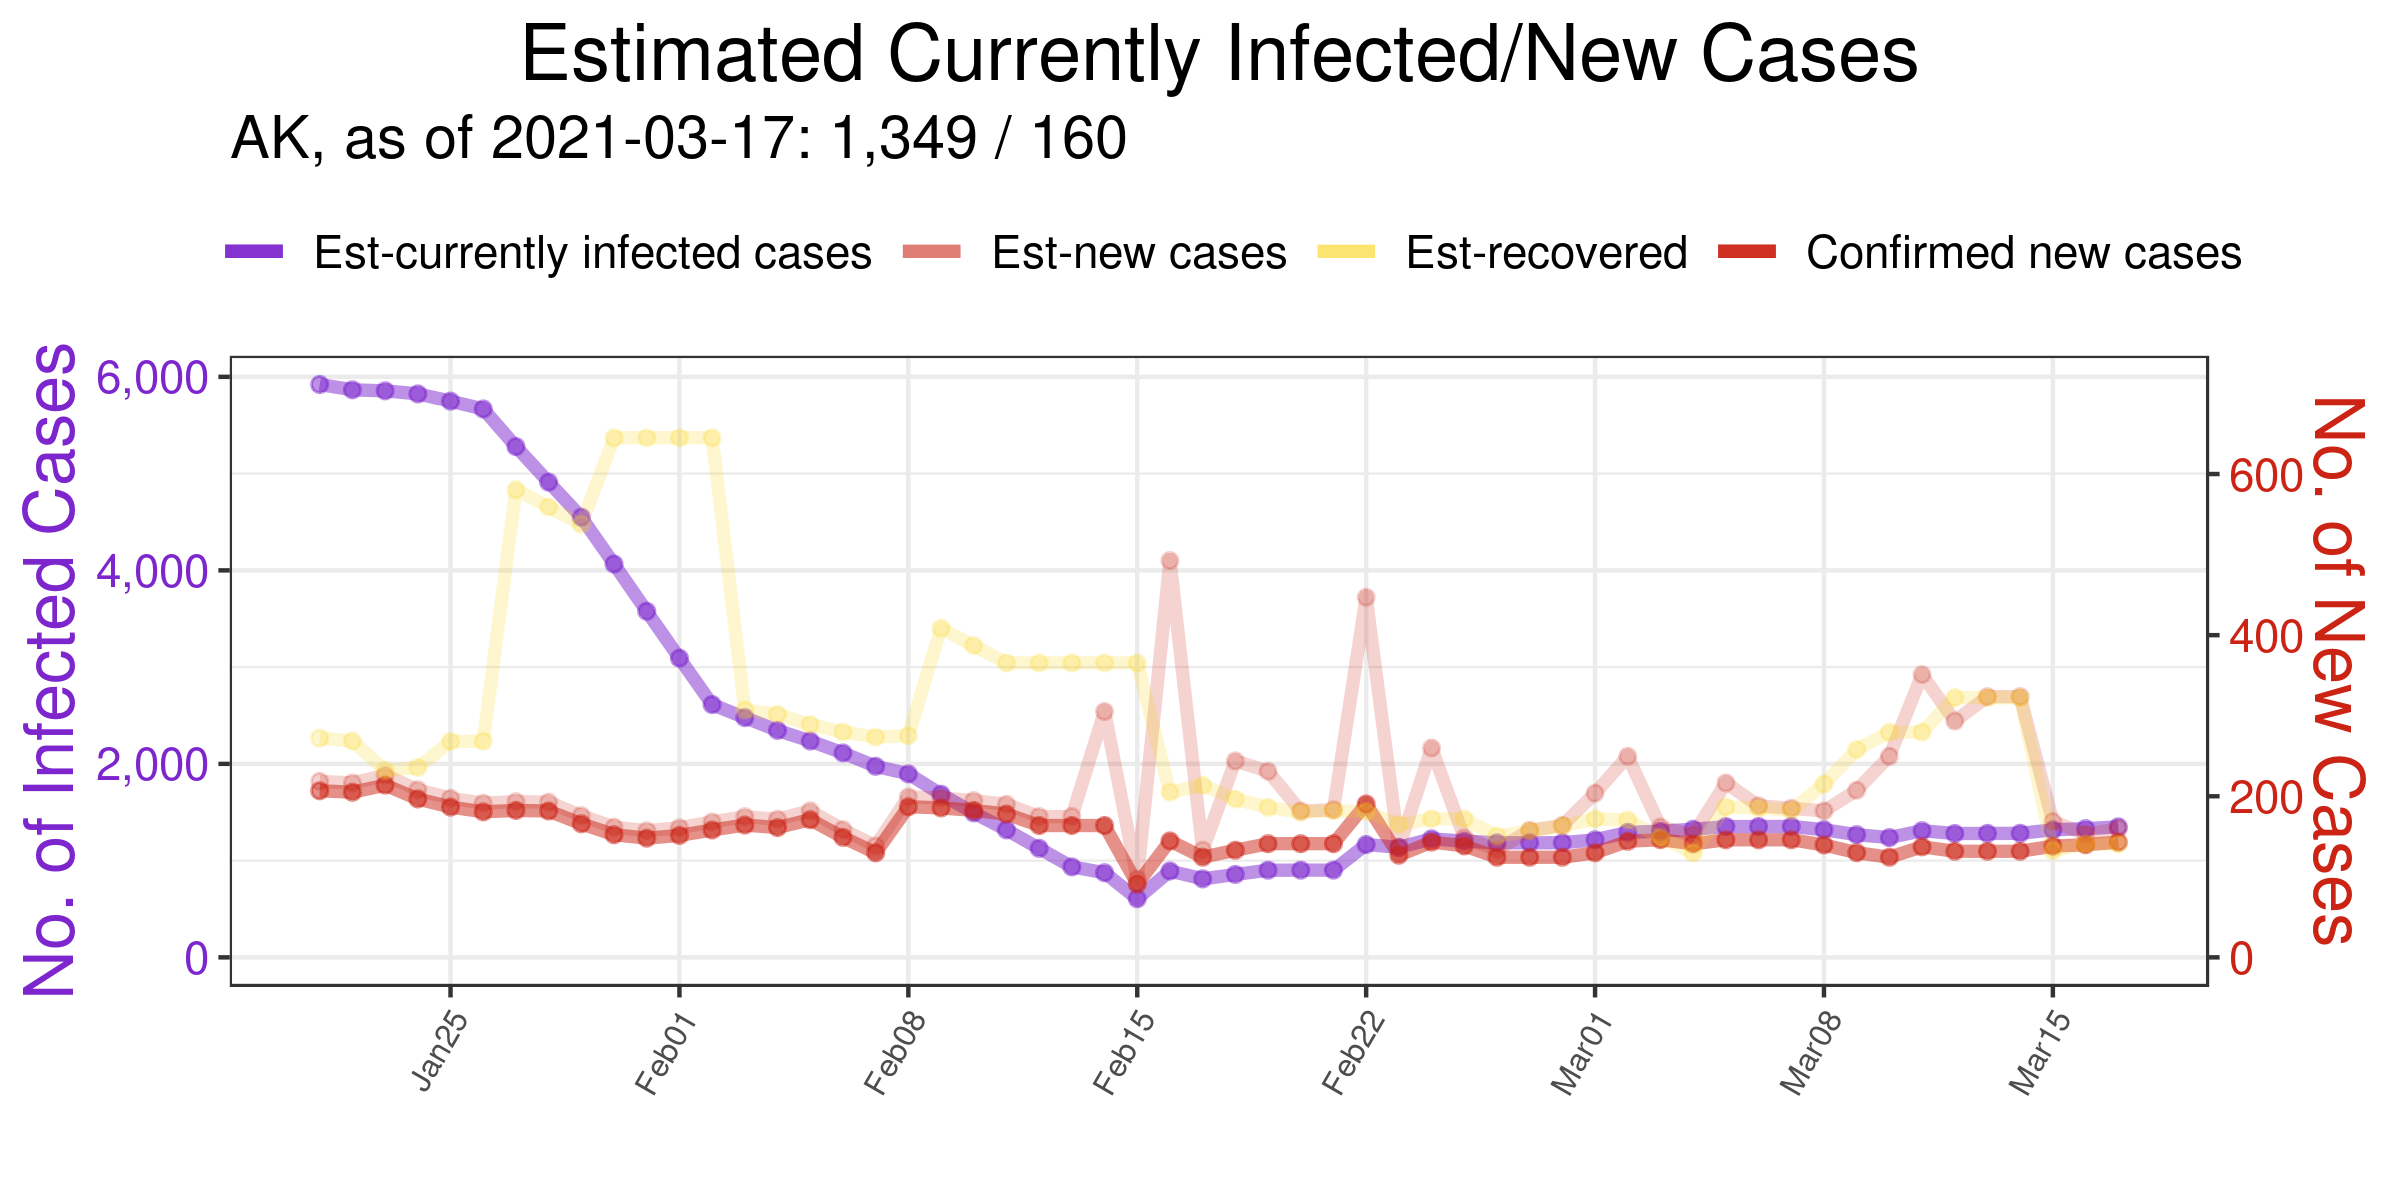 Estimated Currently Infected/New Cases
AK, as of 2021-03-17: 1,349 / 160
Est-currently infected cases
Est-new cases
Est-recovered
Confirmed new cases
No. of Infected Cases
6,000
4,000
2,000
0
600
400
200
0
No. of New Cases
Jan25
Feb01
Feb08
Feb15
Feb22
Mar01
Mar08
Mar15